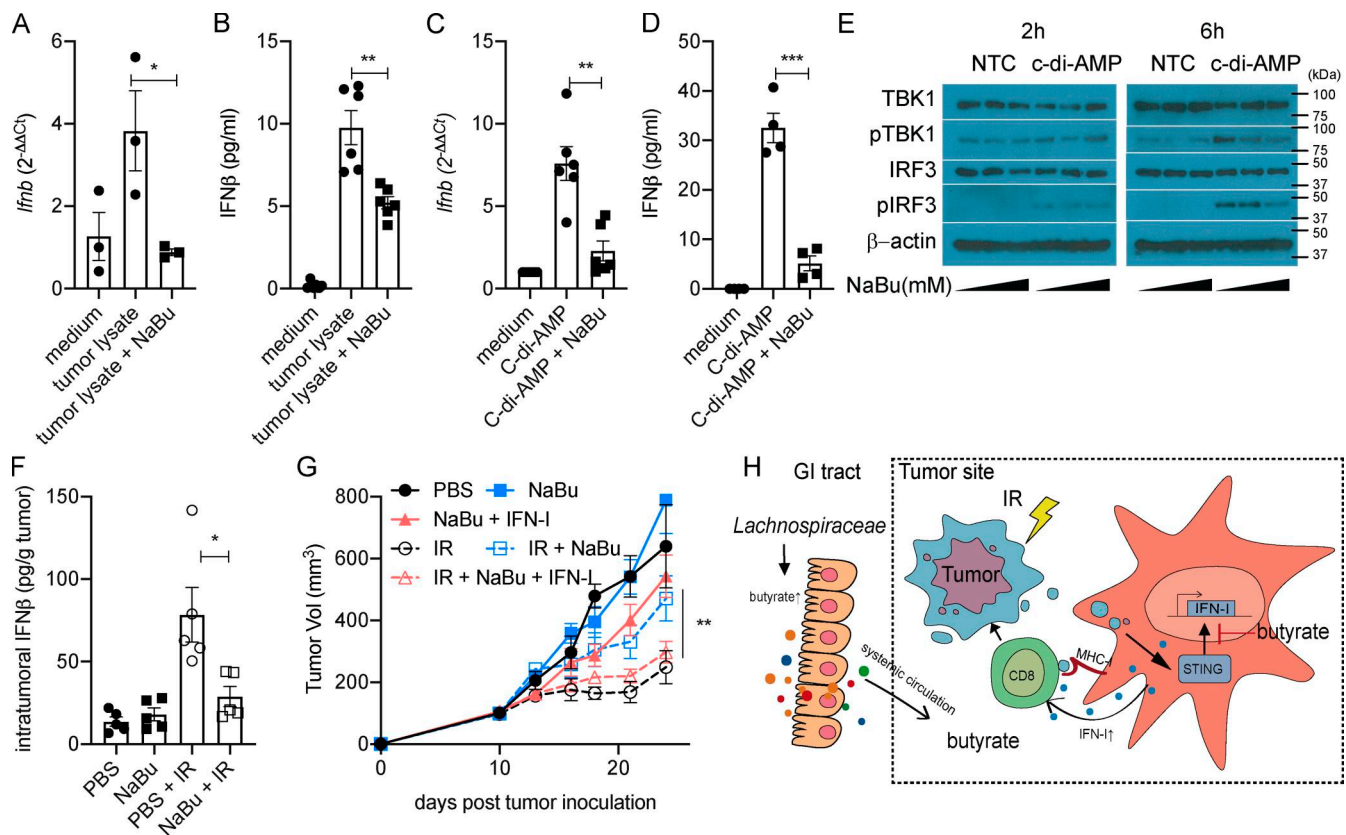 A
Ifnb (2-ΔΔCt)
6
4
2
0
medium
tumor lysate
tumor lysate + NaBu
*
B
IFNβ (pg/ml)
15
10
5
0
medium
tumor lysate
tumor lysate + NaBu
**
C
Ifnb (2-ΔΔCt)
15
10
5
0
medium
C-di-AMP
C-di-AMP + NaBu
**
D
IFNβ (pg/ml)
50
40
30
20
10
0
medium
C-di-AMP
C-di-AMP + NaBu
***
E
2h 6h
NTC c-di-AMP NTC c-di-AMP (kDa)
TBK1 100
75
pTBK1 100
75
IRF3 50
37
pIRF3 50
37
β-actin 50
37
NaBu(mM)
F
intratumoral IFNβ (pg/g tumor)
150
100
50
0
PBS
NaBu
PBS + IR
NaBu + IR
*
G
Tumor Vol (mm3)
800
600
400
200
0
PBS NaBu
NaBu + IFN-I
IR IR + NaBu
IR + NaBu + IFN-I
**
0 10 20
days post tumor inoculation
H
GI tract
Lachnospiraceae
butyrate↑
systemic circulation
butyrate
Tumor site
IR
Tumor
CD8
MHC-I
IFN-I↑
IFN-I
butyrate
STING